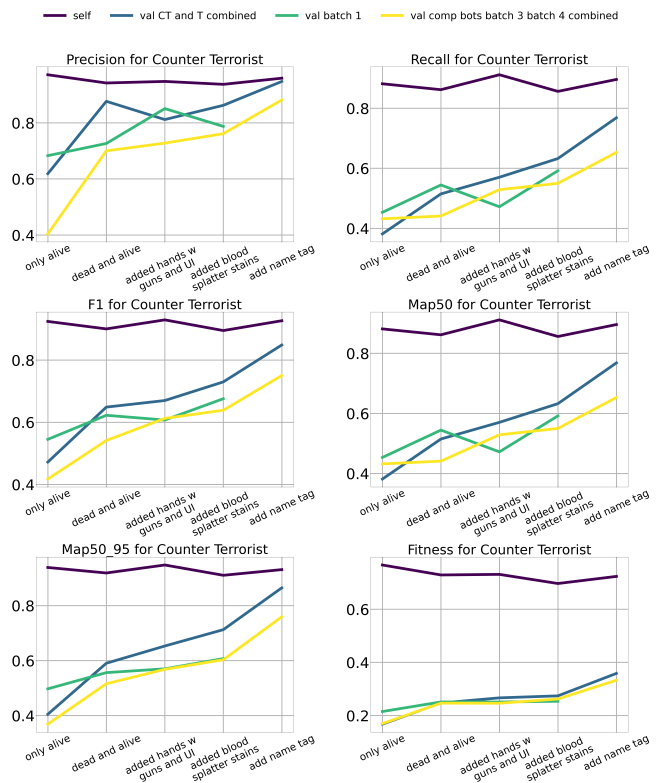 self val CT and T combined val batch 1 val comp bots batch 3 batch 4 combined
Precision for Counter Terrorist
0.8
0.6
0.4
only alive
dead and alive
added hands w
guns and UI
added blood
splatter stains
add name tag
Recall for Counter Terrorist
0.8
0.6
0.4
only alive
dead and alive
added hands w
guns and UI
added blood
splatter stains
add name tag
F1 for Counter Terrorist
0.8
0.6
0.4
only alive
dead and alive
added hands w
guns and UI
added blood
splatter stains
add name tag
Map50 for Counter Terrorist
0.8
0.6
0.4
only alive
dead and alive
added hands w
guns and UI
added blood
splatter stains
add name tag
Map50_95 for Counter Terrorist
0.8
0.6
0.4
only alive
dead and alive
added hands w
guns and UI
added blood
splatter stains
add name tag
Fitness for Counter Terrorist
0.6
0.4
0.2
only alive
dead and alive
added hands w
guns and UI
added blood
splatter stains
add name tag